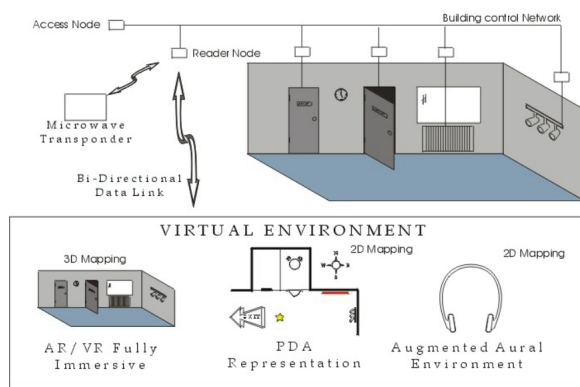 Access Node
Building control Network
Reader Node
Microwave
Transponder
Bi-Directional
Data Link
VIRTUAL ENVIRONMENT
3D Mapping
2D Mapping
2D Mapping
N
W
S
AR/VR Fully
Immersive
PDA
Representation
Augmented Aural
Environment